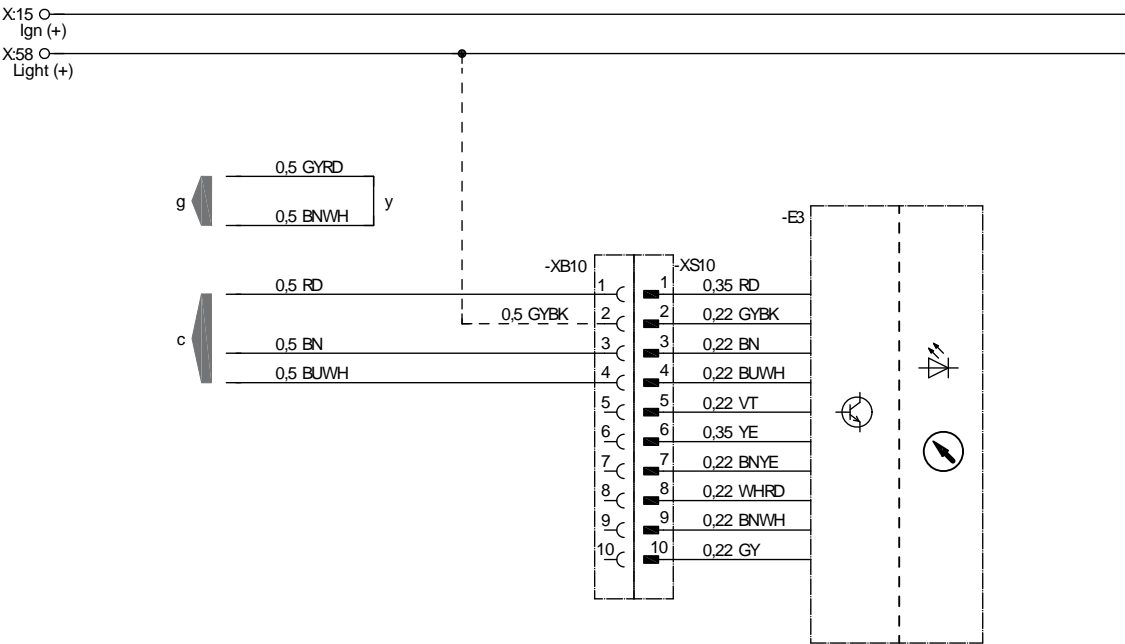 X:15
Ign (+)
X:58
Light (+)
0,5 GYRD
g
y
0,5 BNWH
-E3
-XB10
-XS10
0,5 RD
1
1
0,35 RD
0,5 GYBK
2
2
0,22 GYBK
c
0,5 BN
3
3
0,22 BN
0,5 BUWH
4
4
0,22 BUWH
5
5
0,22 VT
6
6
0,35 YE
7
7
0,22 BNYE
8
8
0,22 WHRD
9
9
0,22 BNWH
10
10
0,22 GY